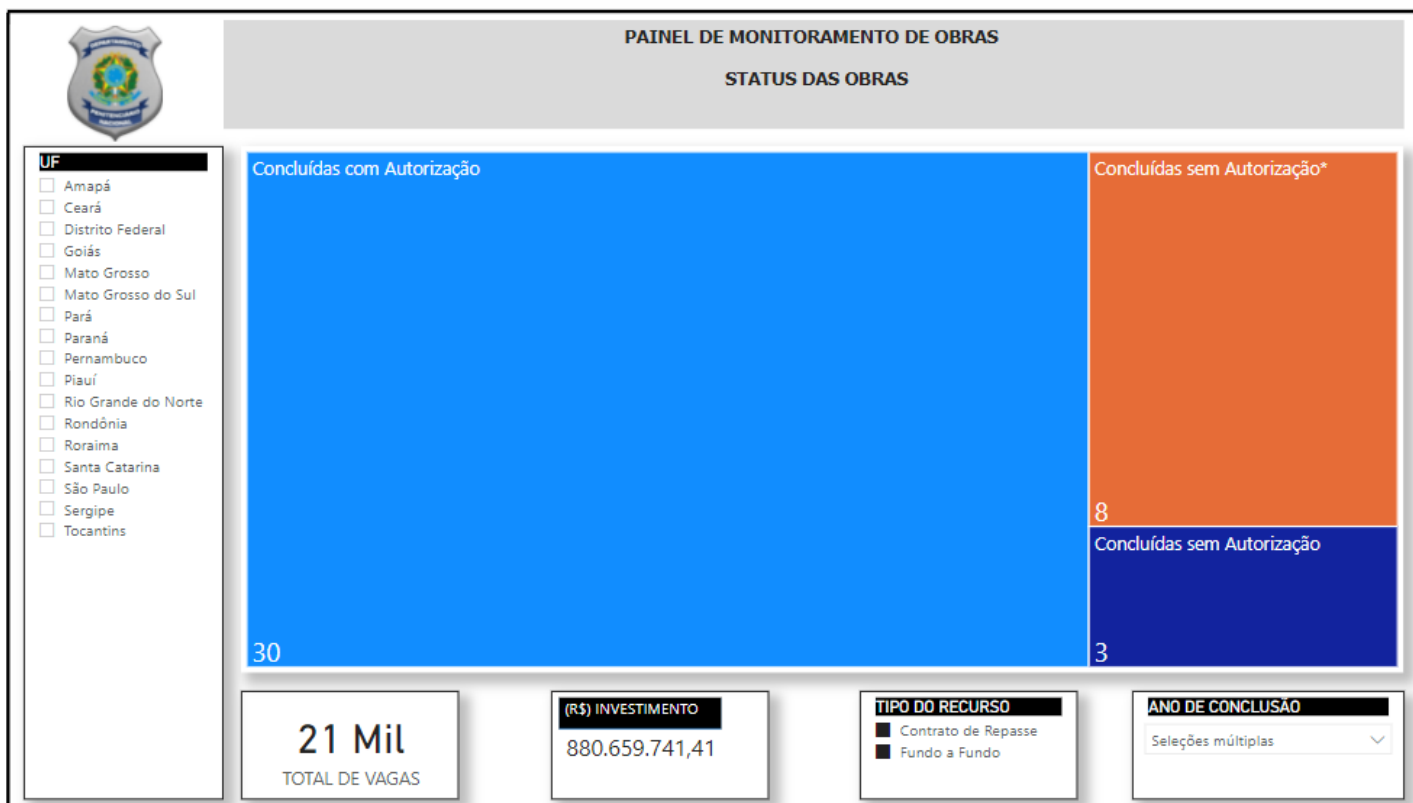 DEPARTAMENTO
PENITENCIÁRIO
NACIONAL
PAINEL DE MONITORAMENTO DE OBRAS
STATUS DAS OBRAS
UF
Amapá
Ceará
Distrito Federal
Goiás
Mato Grosso
Mato Grosso do Sul
Pará
Paraná
Pernambuco
Piauí
Rio Grande do Norte
Rondônia
Roraima
Santa Catarina
São Paulo
Sergipe
Tocantins
Concluídas com Autorização
30
Concluídas sem Autorização*
8
Concluídas sem Autorização
3
21 Mil
TOTAL DE VAGAS
(R$) INVESTIMENTO
880.659.741,41
TIPO DO RECURSO
Contrato de Repasse
Fundo a Fundo
ANO DE CONCLUSÃO
Seleções múltiplas